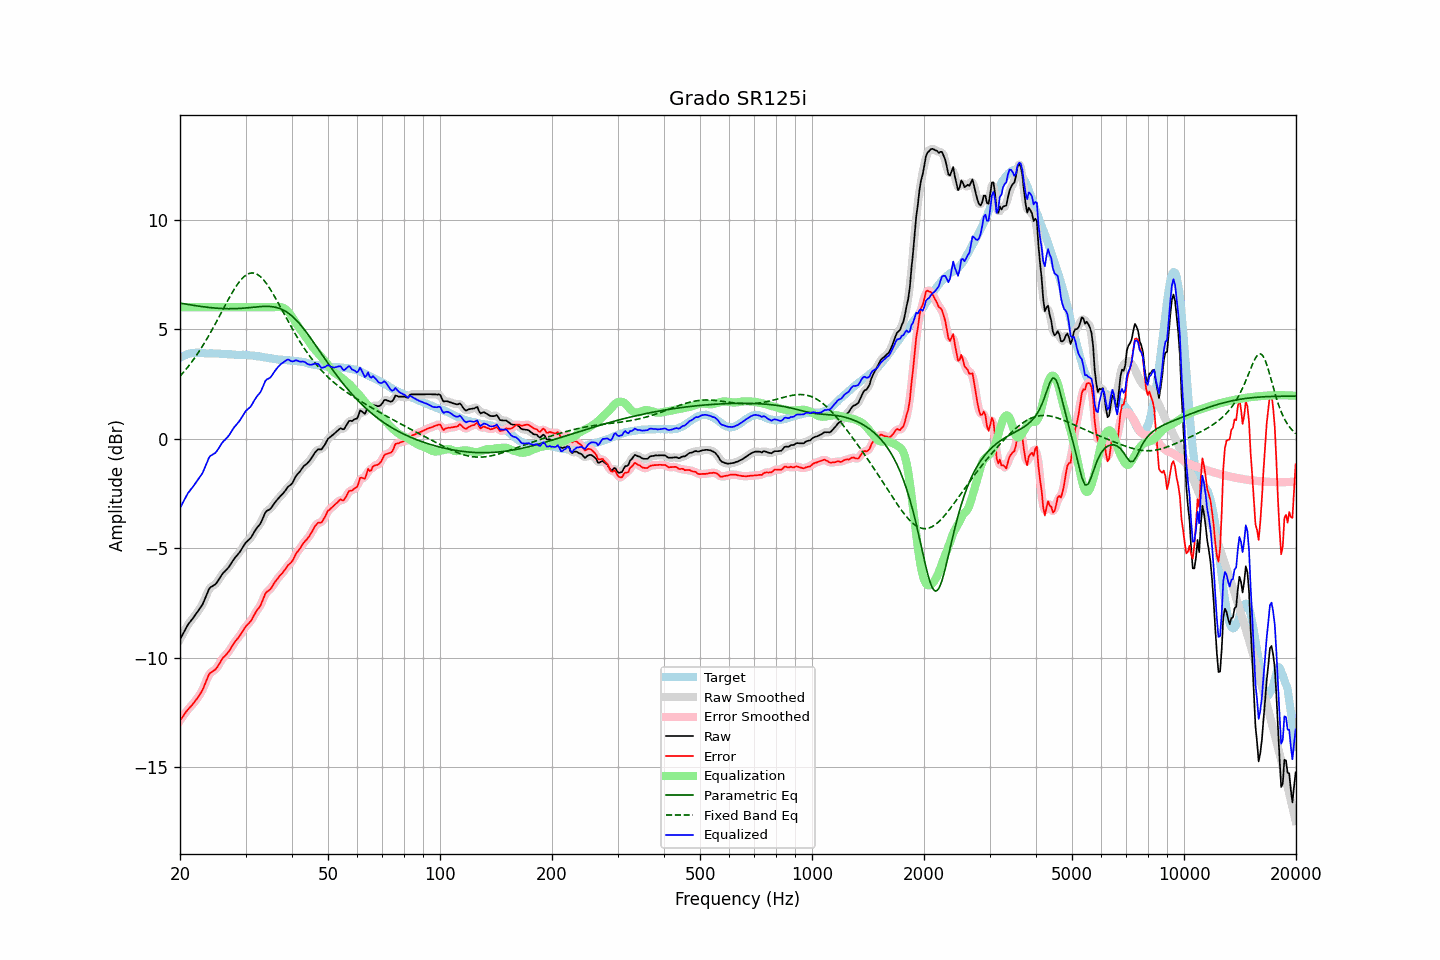 Grado SR125i
Amplitude (dBr)
10
5
0
−5
−10
−15
Target
Raw Smoothed
Error Smoothed
Raw
Error
Equalization
Parametric Eq
Fixed Band Eq
Equalized
20 50 100 200 500 1000 2000 5000 10000 20000
Frequency (Hz)